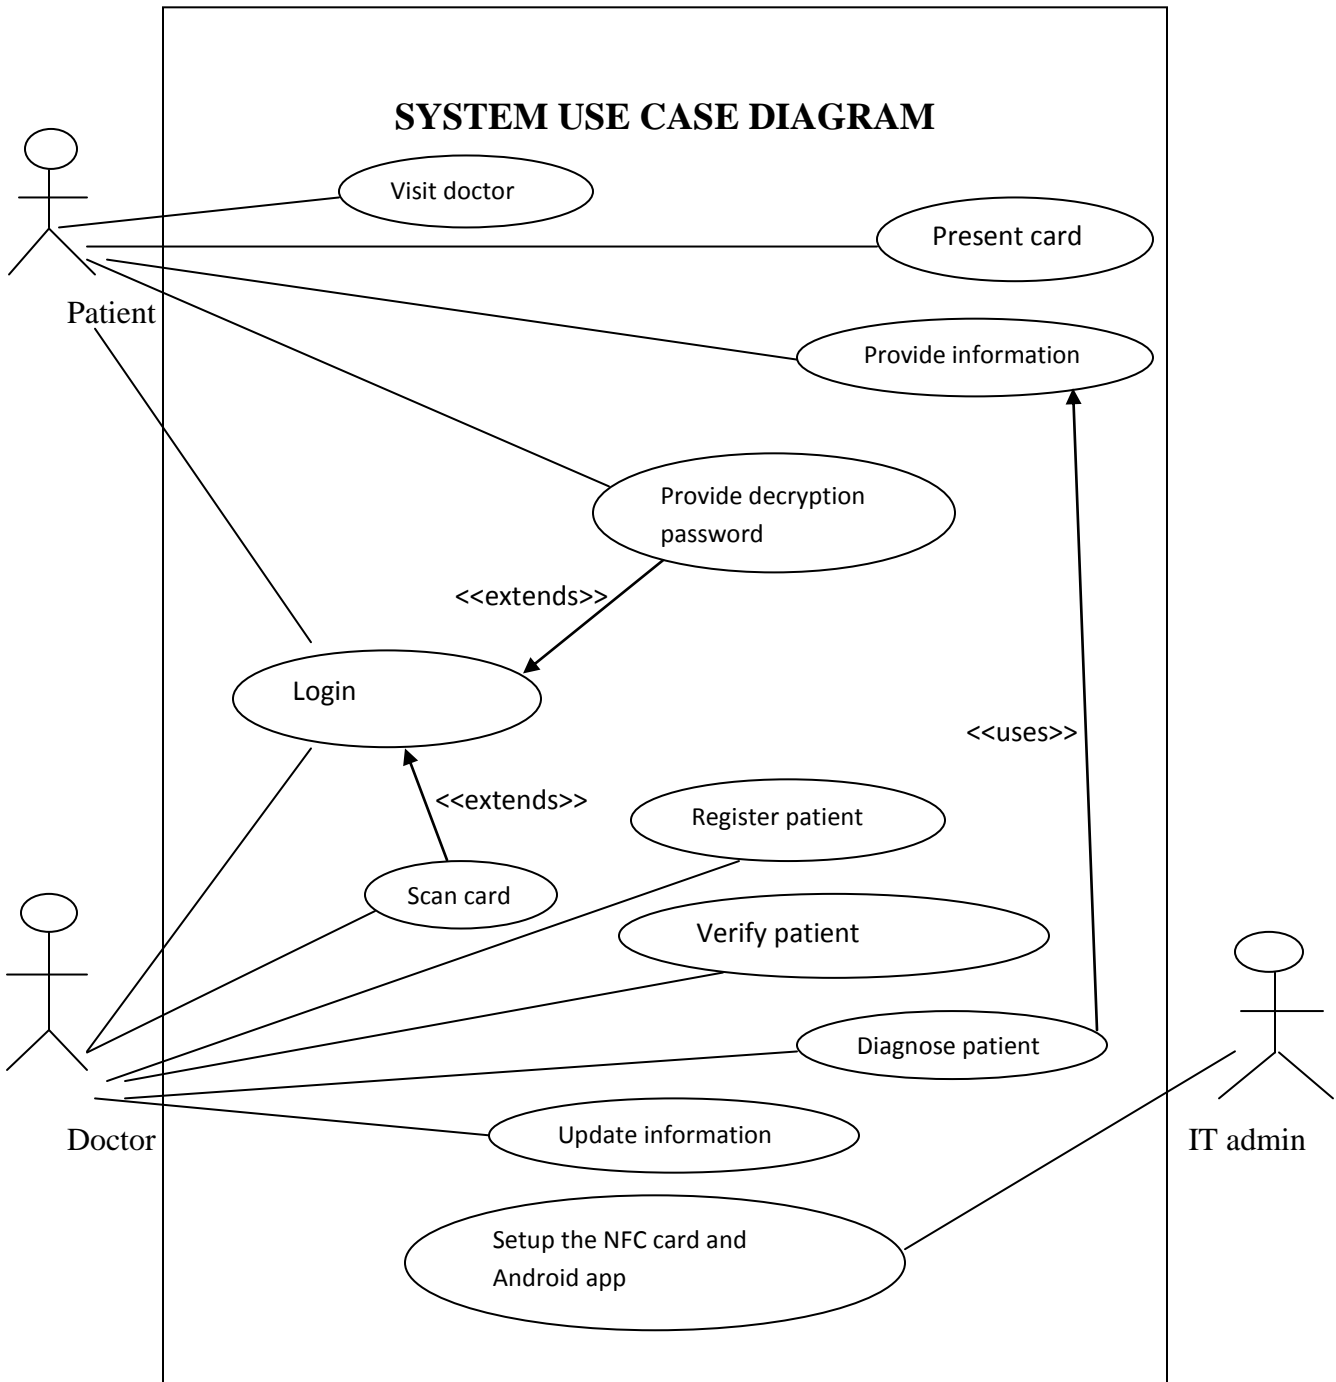 SYSTEM USE CASE DIAGRAM
Visit doctor
Present card
Patient
Provide information
Provide decryption
password
<<extends>>
Login
<<uses>>
<<extends>>
Register patient
Scan card
Verify patient
Diagnose patient
Update information
Doctor
IT admin
Setup the NFC card and
Android app